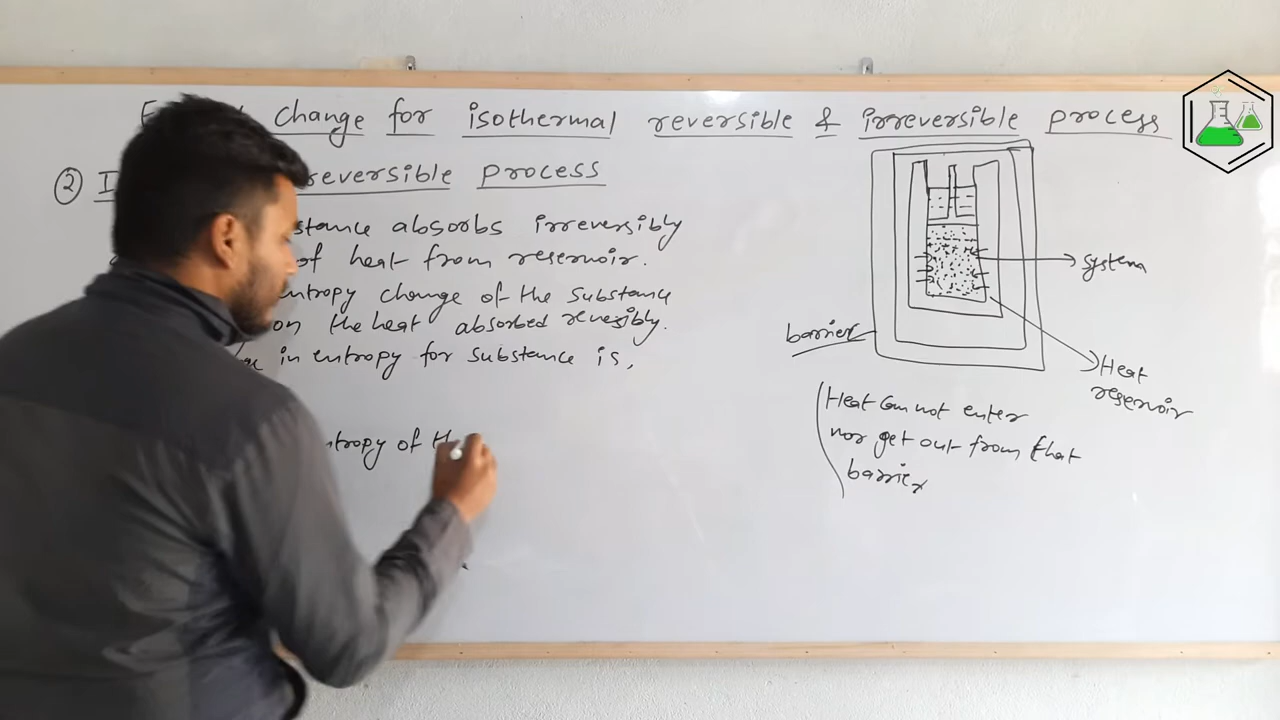 change for isothermal reversible & irreversible process
② reversible process
stance absorbs irreversibly
of heat from reservoir.
entropy change of the substance
on the heat absorbed reversibly.
in entropy for substance is,
entropy of th
system
barrier
Heat
reservoir
Heat can not enter
nor get out from that
barrier